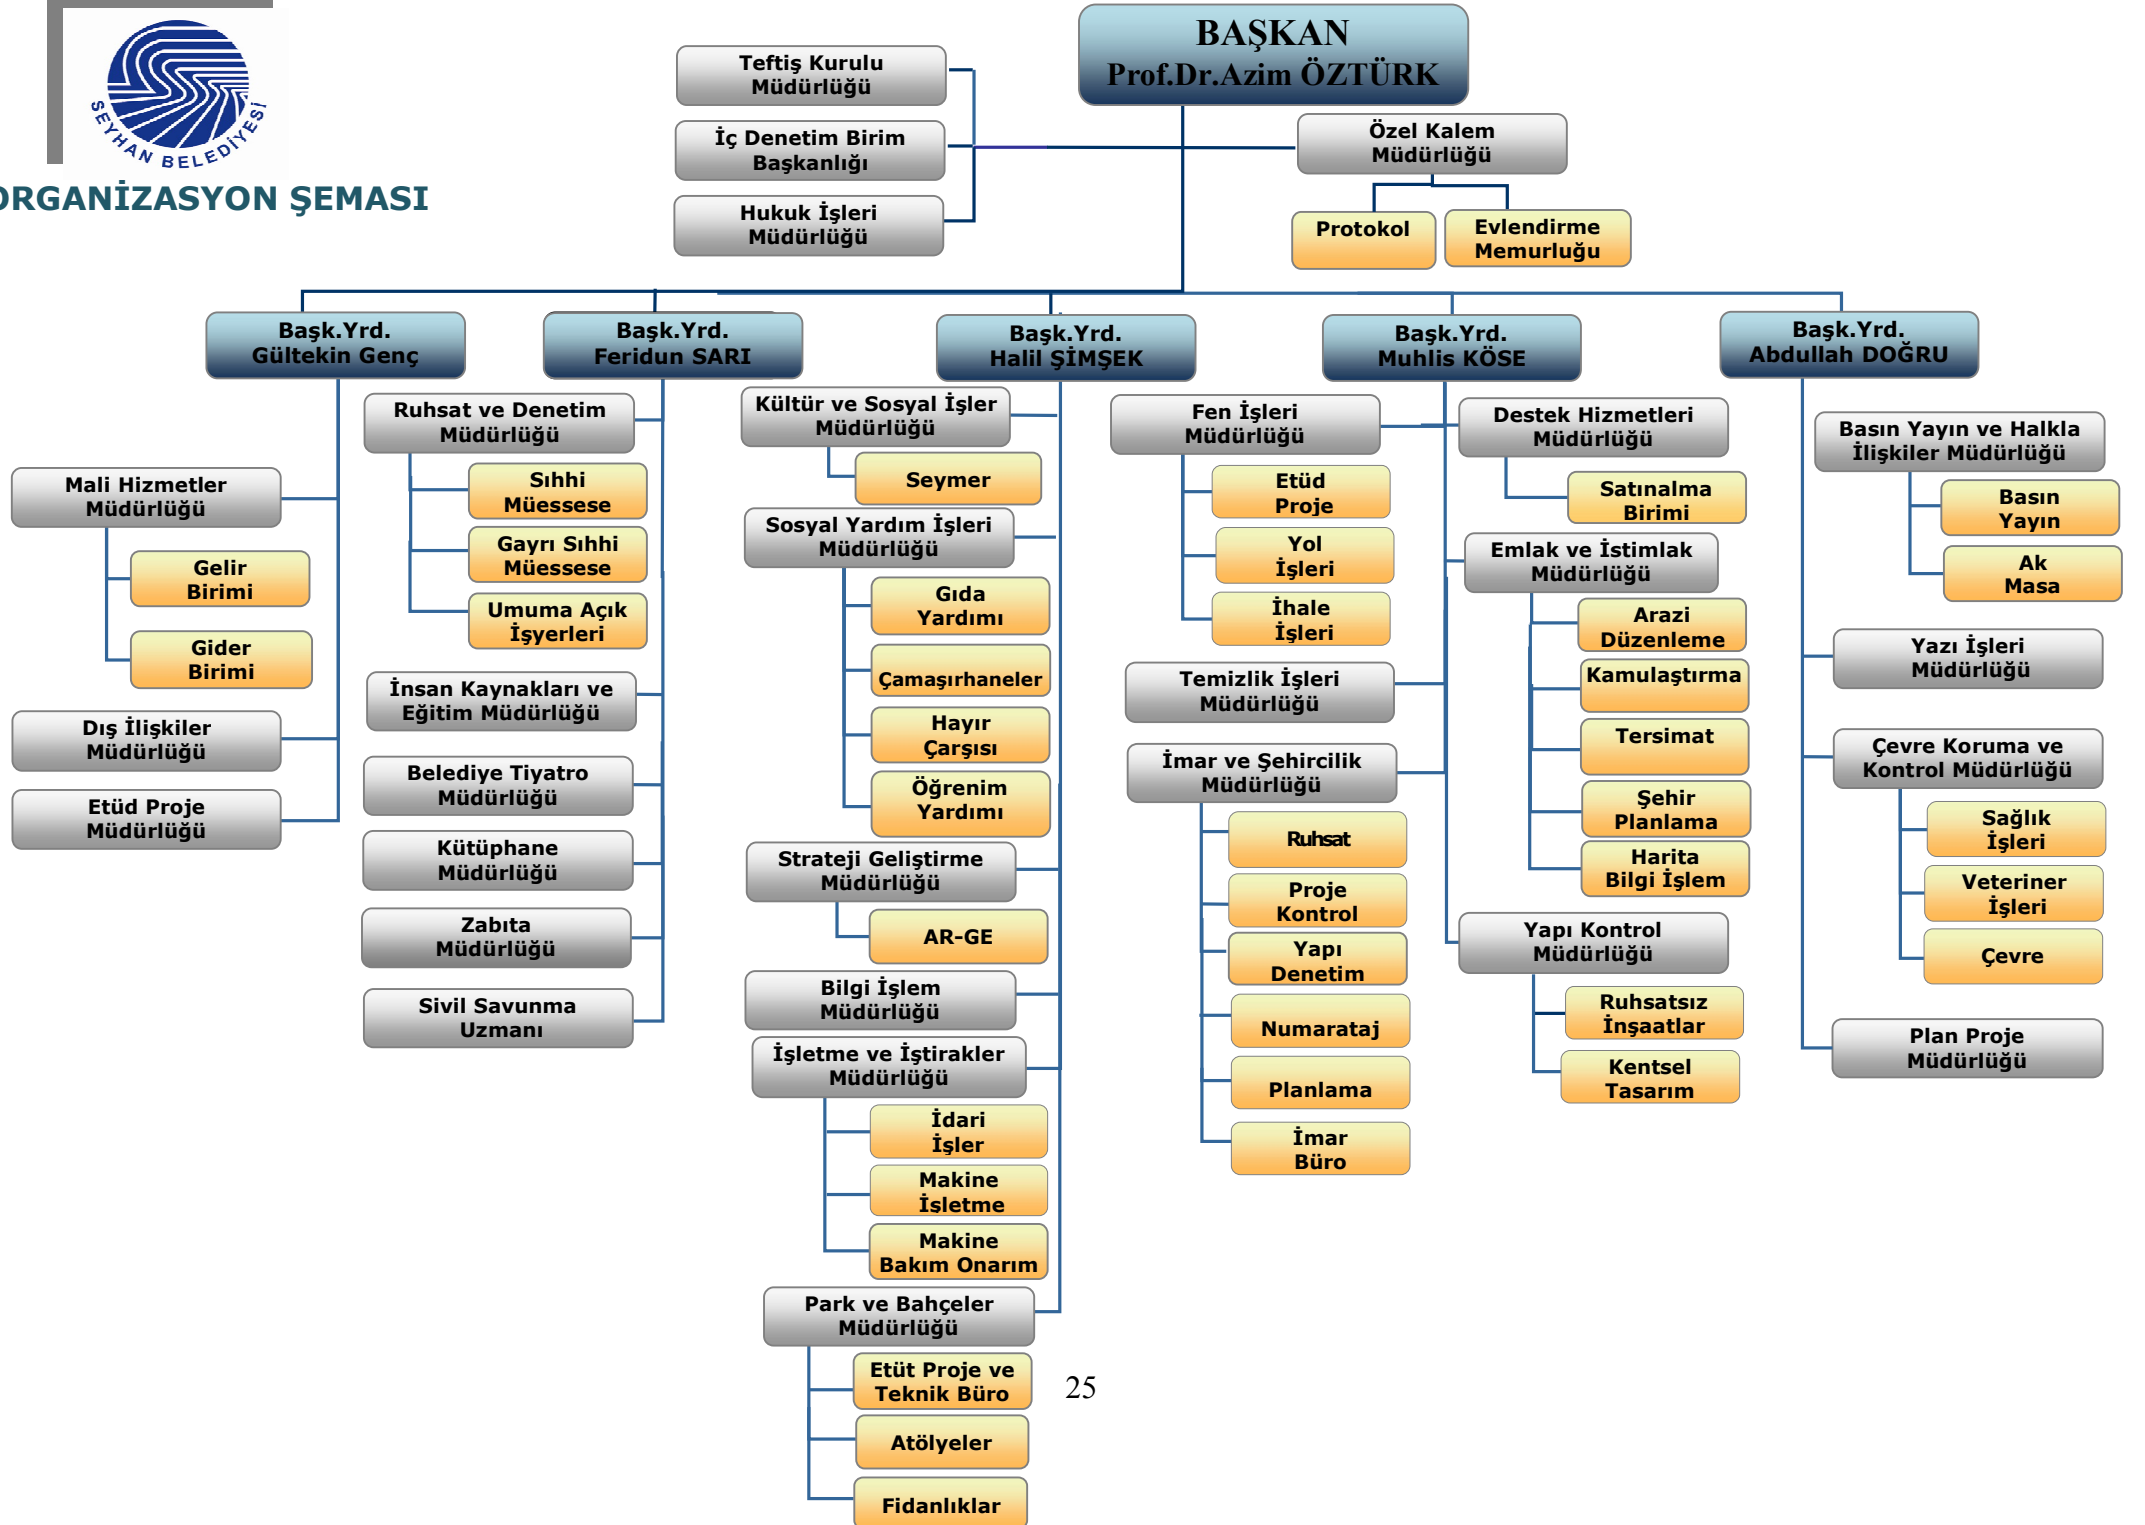 SEYHAN BELEDİYESİ
ORGANİZASYON ŞEMASI
BAŞKAN
Prof.Dr.Azim ÖZTÜRK
Teftiş Kurulu
Müdürlüğü
İç Denetim Birim
Başkanlığı
Hukuk İşleri
Müdürlüğü
Özel Kalem
Müdürlüğü
Protokol
Evlendirme
Memurluğu
Başk.Yrd.
Gültekin Genç
Mali Hizmetler
Müdürlüğü
Gelir
Birimi
Gider
Birimi
Dış İlişkiler
Müdürlüğü
Etüd Proje
Müdürlüğü
Başk.Yrd.
Feridun SARI
Ruhsat ve Denetim
Müdürlüğü
Sıhhi
Müessese
Gayrı Sıhhi
Müessese
Umuma Açık
İşyerleri
İnsan Kaynakları ve
Eğitim Müdürlüğü
Belediye Tiyatro
Müdürlüğü
Kütüphane
Müdürlüğü
Zabıta
Müdürlüğü
Sivil Savunma
Uzmanı
Başk.Yrd.
Halil ŞİMŞEK
Kültür ve Sosyal İşler
Müdürlüğü
Seymer
Sosyal Yardım İşleri
Müdürlüğü
Gıda
Yardımı
Çamaşırhaneler
Hayır
Çarşısı
Öğrenim
Yardımı
Strateji Geliştirme
Müdürlüğü
AR-GE
Bilgi İşlem
Müdürlüğü
İşletme ve İştirakler
Müdürlüğü
İdari
İşler
Makine
İşletme
Makine
Bakım Onarım
Park ve Bahçeler
Müdürlüğü
Etüt Proje ve
Teknik Büro
Atölyeler
Fidanlıklar
Başk.Yrd.
Muhlis KÖSE
Fen İşleri
Müdürlüğü
Etüd
Proje
Yol
İşleri
İhale
İşleri
Temizlik İşleri
Müdürlüğü
İmar ve Şehircilik
Müdürlüğü
Ruhsat
Proje
Kontrol
Yapı
Denetim
Numarataj
Planlama
İmar
Büro
Destek Hizmetleri
Müdürlüğü
Satınalma
Birimi
Emlak ve İstimlak
Müdürlüğü
Arazi
Düzenleme
Kamulaştırma
Tersimat
Şehir
Planlama
Harita
Bilgi İşlem
Yapı Kontrol
Müdürlüğü
Ruhsatsız
İnşaatlar
Kentsel
Tasarım
Başk.Yrd.
Abdullah DOĞRU
Basın Yayın ve Halkla
İlişkiler Müdürlüğü
Basın
Yayın
Ak
Masa
Yazı İşleri
Müdürlüğü
Çevre Koruma ve
Kontrol Müdürlüğü
Sağlık
İşleri
Veteriner
İşleri
Çevre
Plan Proje
Müdürlüğü
25